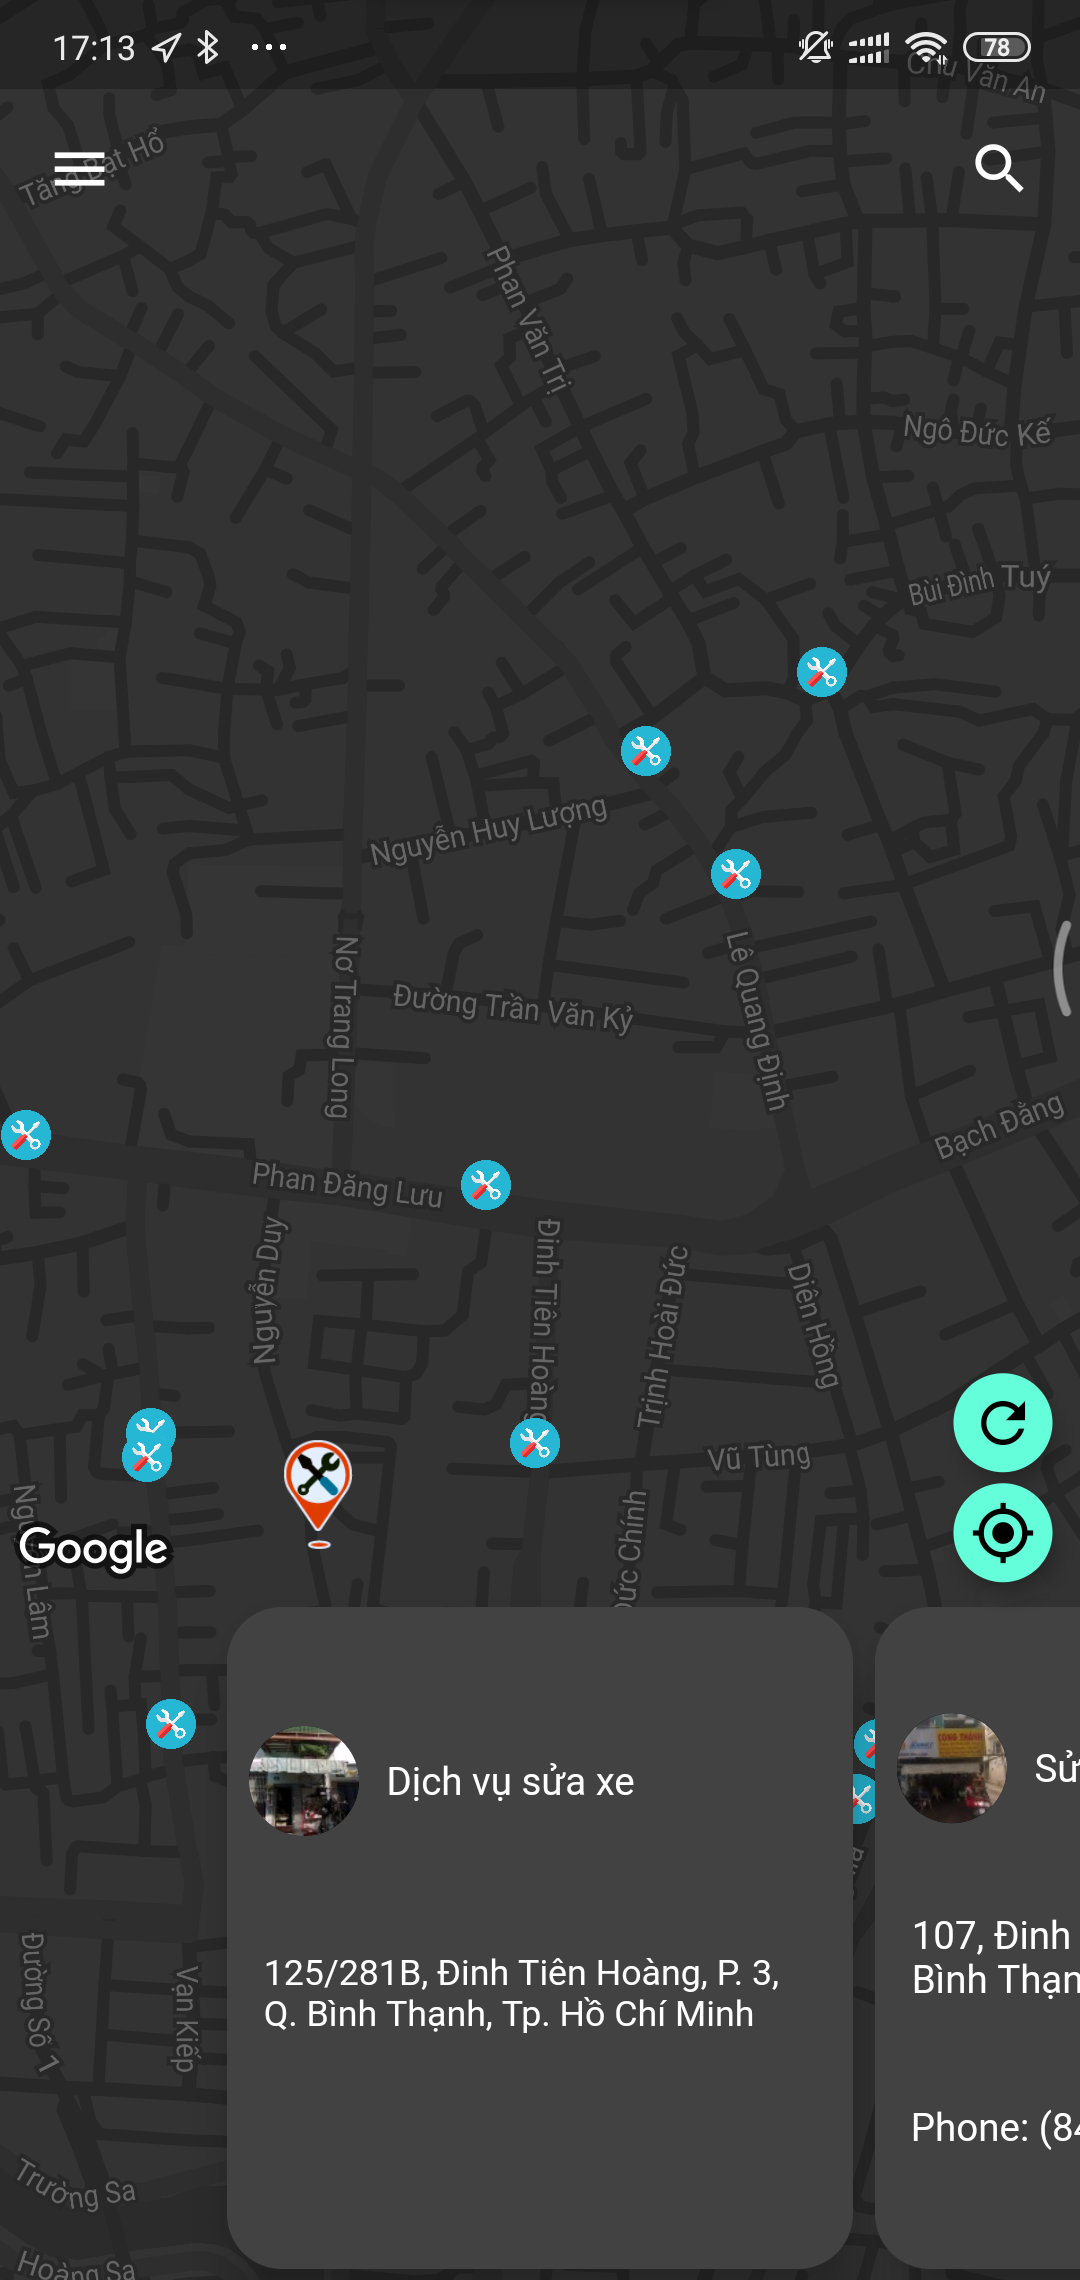 17:13
78
Chu Văn An
Tăng Bạt Hổ
Phan Văn Trị
Ngô Đức Kế
Bùi Đình Tuý
Nguyễn Huy Lượng
Nơ Trang Long
Đường Trần Văn Kỷ
Lê Quang Định
Bạch Đằng
Phan Đăng Lưu
Nguyễn Duy
Đinh Tiên Hoàng
Trịnh Hoài Đức
Diên Hồng
Vũ Tùng
Google
Đức Chính
Dịch vụ sửa xe
125/281B, Đinh Tiên Hoàng, P. 3,
Q. Bình Thạnh, Tp. Hồ Chí Minh
CÔNG THÀNH
Sử
107, Đinh
Bình Thạn
Phone: (84
Đường Số 1
Vạn Kiếp
Trường Sa
Hoàng Sa